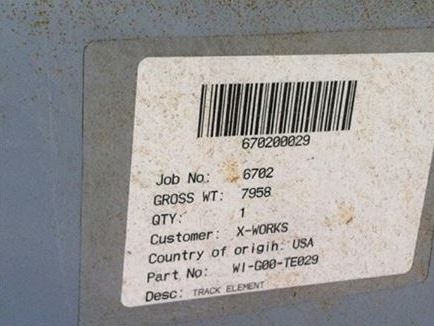 670200029
Job No: 6702
GROSS WT: 7958
QTY: 1
Customer: X-WORKS
Country of origih: USA
Part No: WI-G00-TE029
Desc: TRACK ELEMENT